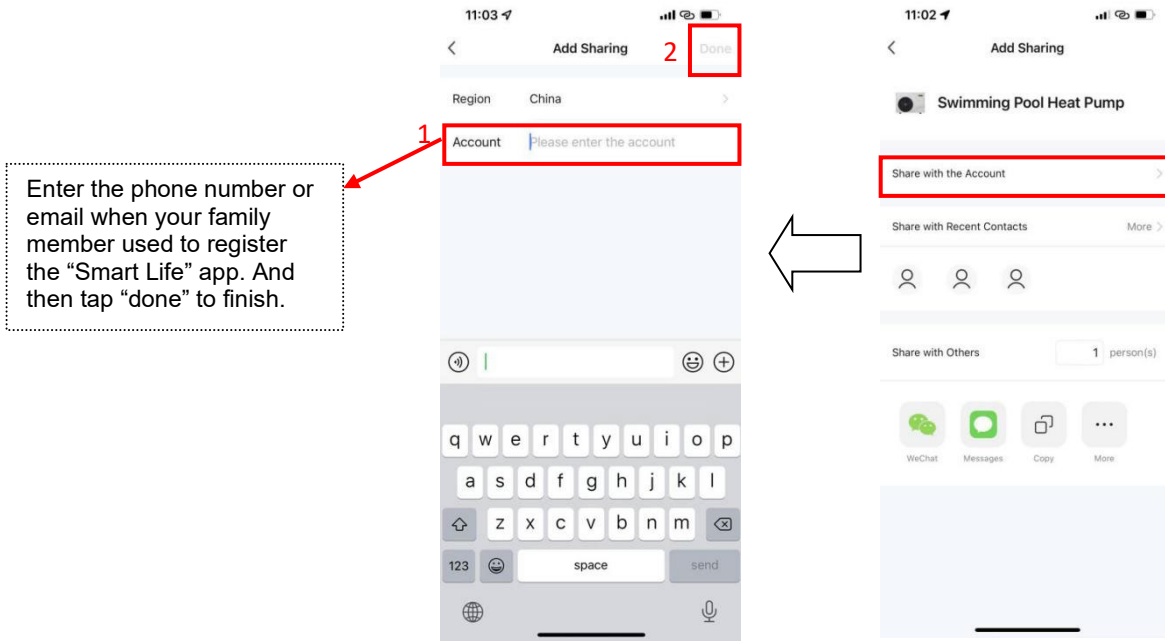 Enter the phone number or
email when your family
member used to register
the “Smart Life” app. And
then tap “done” to finish.
11:03
Add Sharing
2
Done
Region China
1
Account Please enter the account
q w e r t y u i o p
a s d f g h j k l
z x c v b n m
123 space send
11:02
Add Sharing
Swimming Pool Heat Pump
Share with the Account
Share with Recent Contacts More
Share with Others 1 person(s)
WeChat Messages Copy More